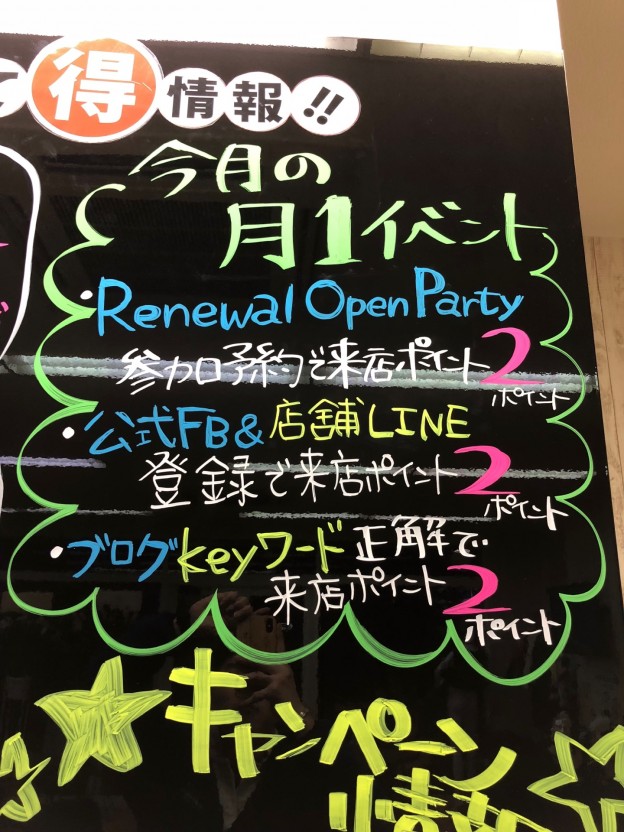 得情報!!
今月の
月1イベント
・Renewal Open Party
参加予約で来店ポイント2ポイント
・公式FB&店舗LINE
登録で来店ポイント2ポイント
・ブログkeyワード正解で
来店ポイント2ポイント
キャンペーン
情報